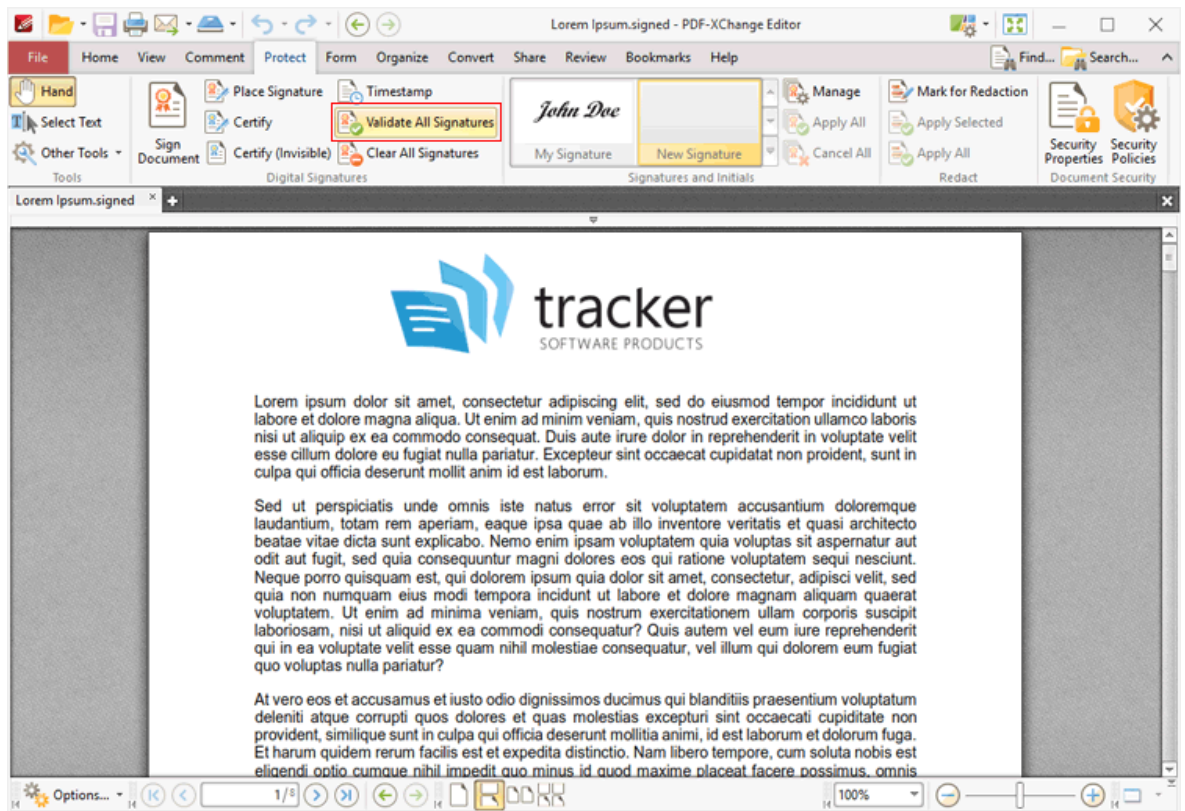 Lorem Ipsum.signed - PDF-XChange Editor
File Home View Comment Protect Form Organize Convert Share Review Bookmarks Help Find... Search...
Hand
Select Text
Other Tools
Tools
Sign
Document
Place Signature
Certify
Certify (Invisible)
Timestamp
Validate All Signatures
Clear All Signatures
Digital Signatures
John Doe
My Signature
New Signature
Manage
Apply All
Cancel All
Signatures and Initials
Mark for Redaction
Apply Selected
Apply All
Redact
Security
Properties
Security
Policies
Document Security
Lorem Ipsum.signed
tracker
SOFTWARE PRODUCTS
Lorem ipsum dolor sit amet, consectetur adipiscing elit, sed do eiusmod tempor incididunt ut
labore et dolore magna aliqua. Ut enim ad minim veniam, quis nostrud exercitation ullamco laboris
nisi ut aliquip ex ea commodo consequat. Duis aute irure dolor in reprehenderit in voluptate velit
esse cillum dolore eu fugiat nulla pariatur. Excepteur sint occaecat cupidatat non proident, sunt in
culpa qui officia deserunt mollit anim id est laborum.
Sed ut perspiciatis unde omnis iste natus error sit voluptatem accusantium doloremque
laudantium, totam rem aperiam, eaque ipsa quae ab illo inventore veritatis et quasi architecto
beatae vitae dicta sunt explicabo. Nemo enim ipsam voluptatem quia voluptas sit aspernatur aut
odit aut fugit, sed quia consequuntur magni dolores eos qui ratione voluptatem sequi nesciunt.
Neque porro quisquam est, qui dolorem ipsum quia dolor sit amet, consectetur, adipisci velit, sed
quia non numquam eius modi tempora incidunt ut labore et dolore magnam aliquam quaerat
voluptatem. Ut enim ad minima veniam, quis nostrum exercitationem ullam corporis suscipit
laboriosam, nisi ut aliquid ex ea commodi consequatur? Quis autem vel eum iure reprehenderit
qui in ea voluptate velit esse quam nihil molestiae consequatur, vel illum qui dolorem eum fugiat
quo voluptas nulla pariatur?
At vero eos et accusamus et iusto odio dignissimos ducimus qui blanditiis praesentium voluptatum
deleniti atque corrupti quos dolores et quas molestias excepturi sint occaecati cupiditate non
provident, similique sunt in culpa qui officia deserunt mollitia animi, id est laborum et dolorum fuga.
Et harum quidem rerum facilis est et expedita distinctio. Nam libero tempore, cum soluta nobis est
eligendi optio cumque nihil impedit quo minus id quod maxime placeat facere possimus, omnis
Options... 1/8 100%